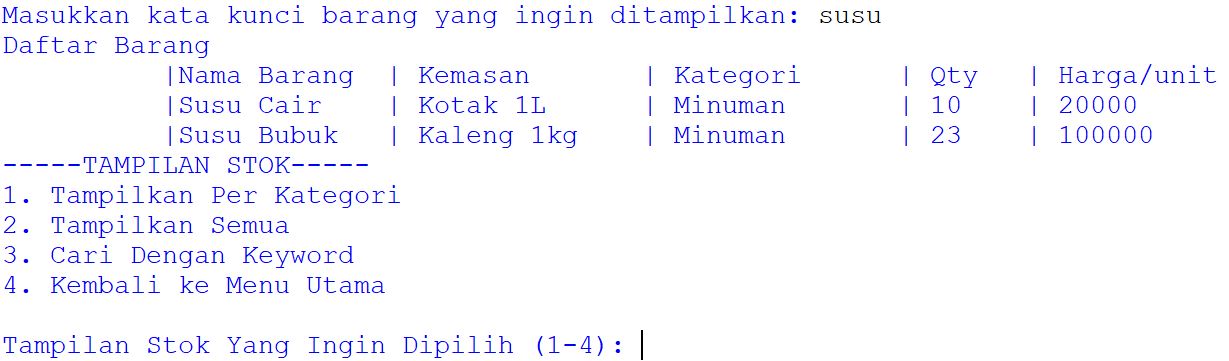 Masukkan kata kunci barang yang ingin ditampilkan: susu
Daftar Barang
|Nama Barang | Kemasan | Kategori | Qty | Harga/unit
|Susu Cair | Kotak 1L | Minuman | 10 | 20000
|Susu Bubuk | Kaleng 1kg | Minuman | 23 | 100000
-----TAMPILAN STOK-----
1. Tampilkan Per Kategori
2. Tampilkan Semua
3. Cari Dengan Keyword
4. Kembali ke Menu Utama
Tampilan Stok Yang Ingin Dipilih (1-4):